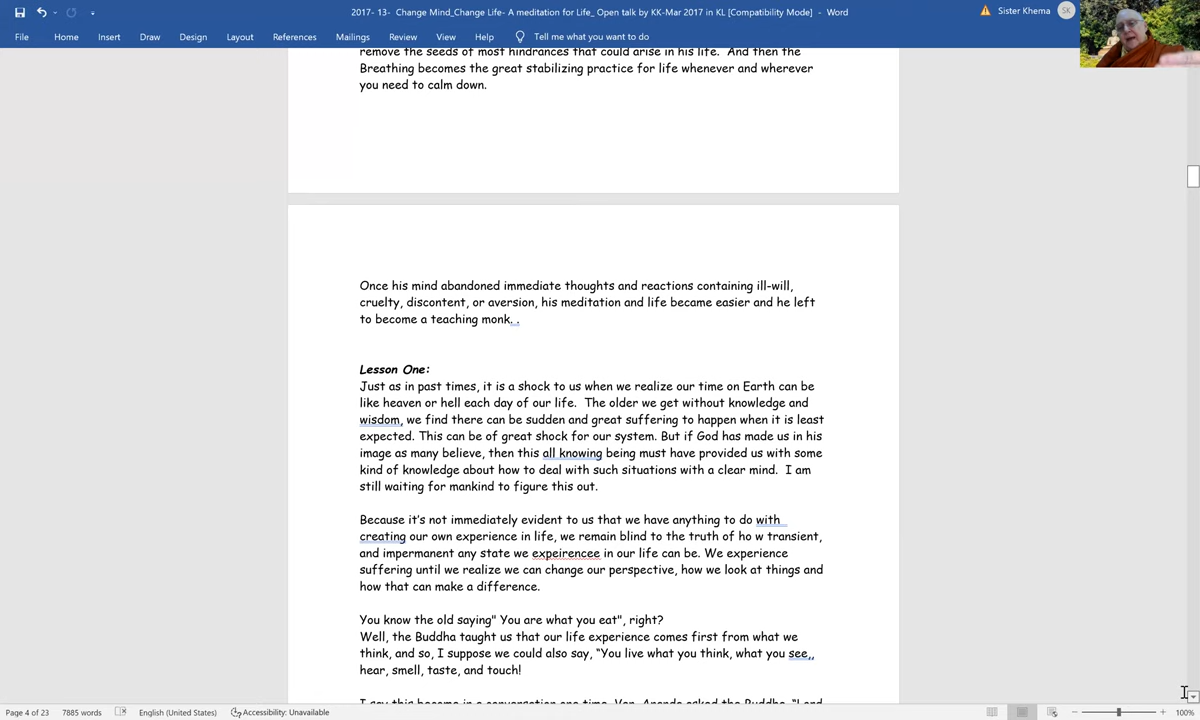 2017- 13- Change Mind_Change Life- A meditation for Life_ Open talk by KK-Mar 2017 in KL [Compatibility Mode] - Word
Sister Khema
SK
File Home Insert Draw Design Layout References Mailings Review View Help Tell me what you want to do
remove the seeds of most hindrances that could arise in his life. And then the
Breathing becomes the great stabilizing practice for life whenever and wherever
you need to calm down.
Once his mind abandoned immediate thoughts and reactions containing ill-will,
cruelty, discontent, or aversion, his meditation and life became easier and he left
to become a teaching monk. .
Lesson One:
Just as in past times, it is a shock to us when we realize our time on Earth can be
like heaven or hell each day of our life. The older we get without knowledge and
wisdom, we find there can be sudden and great suffering to happen when it is least
expected. This can be of great shock for our system. But if God has made us in his
image as many believe, then this all knowing being must have provided us with some
kind of knowledge about how to deal with such situations with a clear mind. I am
still waiting for mankind to figure this out.
Because it's not immediately evident to us that we have anything to do with
creating our own experience in life, we remain blind to the truth of ho w transient,
and impermanent any state we expeirencee in our life can be. We experience
suffering until we realize we can change our perspective, how we look at things and
how that can make a difference.
You know the old saying" You are what you eat", right?
Well, the Buddha taught us that our life experience comes first from what we
think, and so, I suppose we could also say, “You live what you think, what you see,,
hear, smell, taste, and touch!
Page 4 of 23 7885 words English (United States) Accessibility: Unavailable 100%